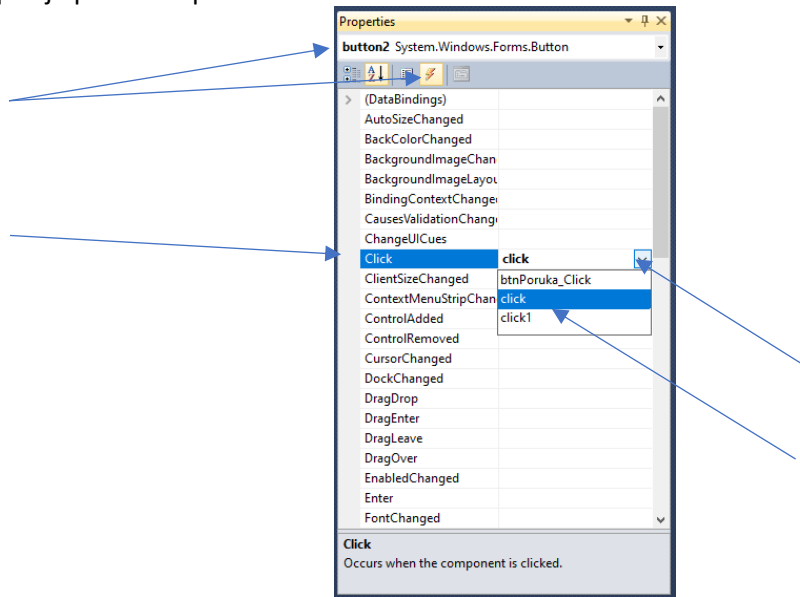 Properties
button2 System.Windows.Forms.Button
(DataBindings)
AutoSizeChanged
BackColorChanged
BackgroundImageChan
BackgroundImageLayou
BindingContextChange
CausesValidationChang
ChangeUICues
Click click
ClientSizeChanged btnPoruka_Click
ContextMenuStripChan click
ControlAdded click1
ControlRemoved
CursorChanged
DockChanged
DragDrop
DragEnter
DragLeave
DragOver
EnabledChanged
Enter
FontChanged
Click
Occurs when the component is clicked.